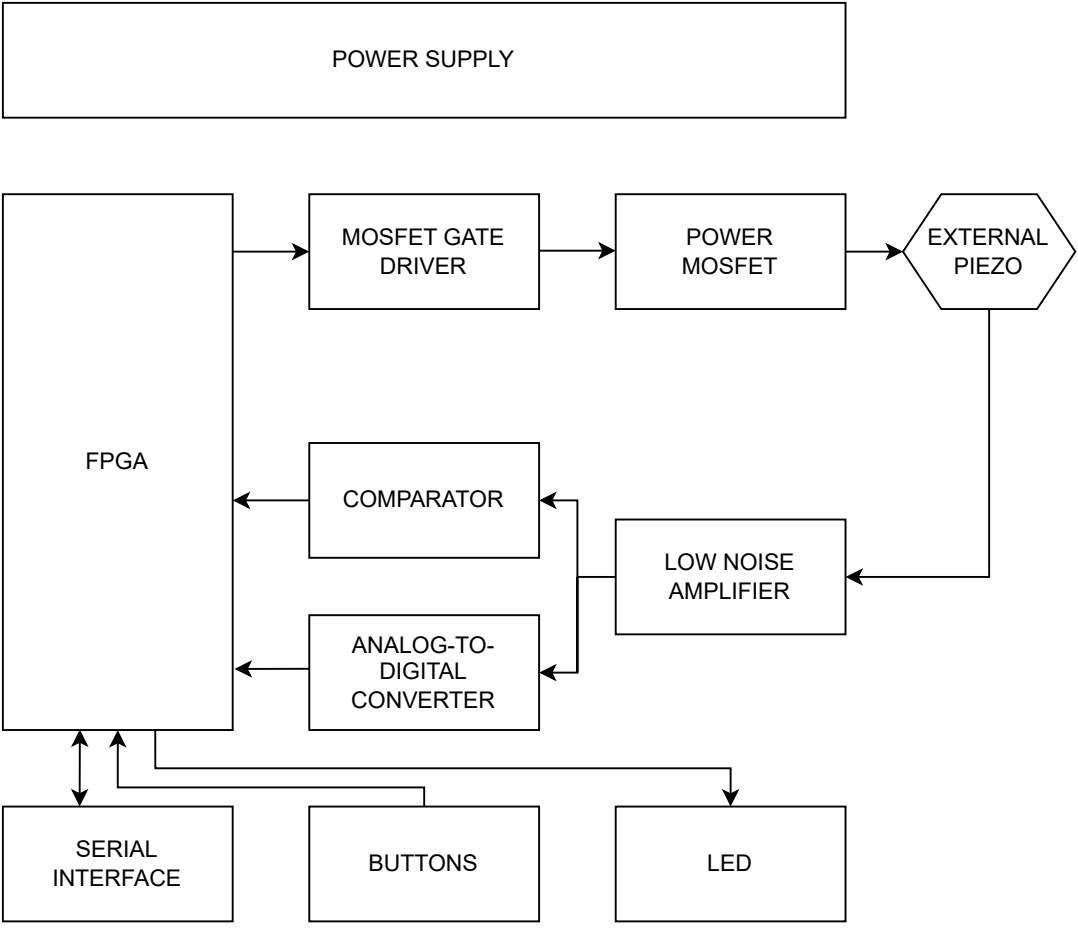 POWER SUPPLY
MOSFET GATE
DRIVER
POWER
MOSFET
EXTERNAL
PIEZO
FPGA
COMPARATOR
LOW NOISE
AMPLIFIER
ANALOG-TO-
DIGITAL
CONVERTER
SERIAL
INTERFACE
BUTTONS
LED